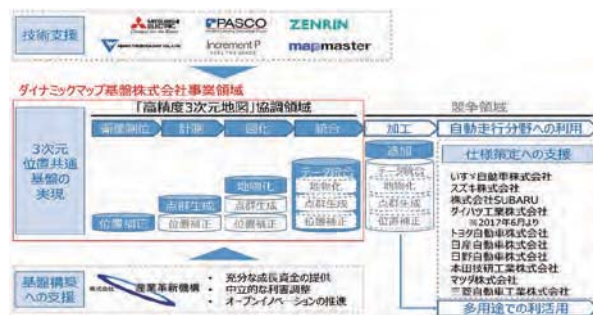 技術支援
MITSUBISHI ELECTRIC
PASCO
ZENRIN
Increment P
mapmaster
ダイナミックマップ基盤株式会社事業領域
「高精度3次元地図」協調領域
競争領域
衛星測位
計測
図化
統合
加工
自動走行分野への利用
3次元
位置共通
基盤の
実現
位置補正
点群生成
位置補正
地物化
点群生成
位置補正
データ統合
地物化
点群生成
位置補正
追加
データ統合
地物化
点群生成
位置補正
仕様策定への支援
いすゞ自動車株式会社
スズキ株式会社
株式会社SUBARU
ダイハツ工業株式会社
※2017年6月より
トヨタ自動車株式会社
日産自動車株式会社
日野自動車株式会社
本田技研工業株式会社
マツダ株式会社
三菱自動車工業株式会社
多用途での利活用
基盤構築
への支援
株式会社 産業革新機構
• 充分な成長資金の提供
• 中立的な利害調整
• オープンイノベーションの推進